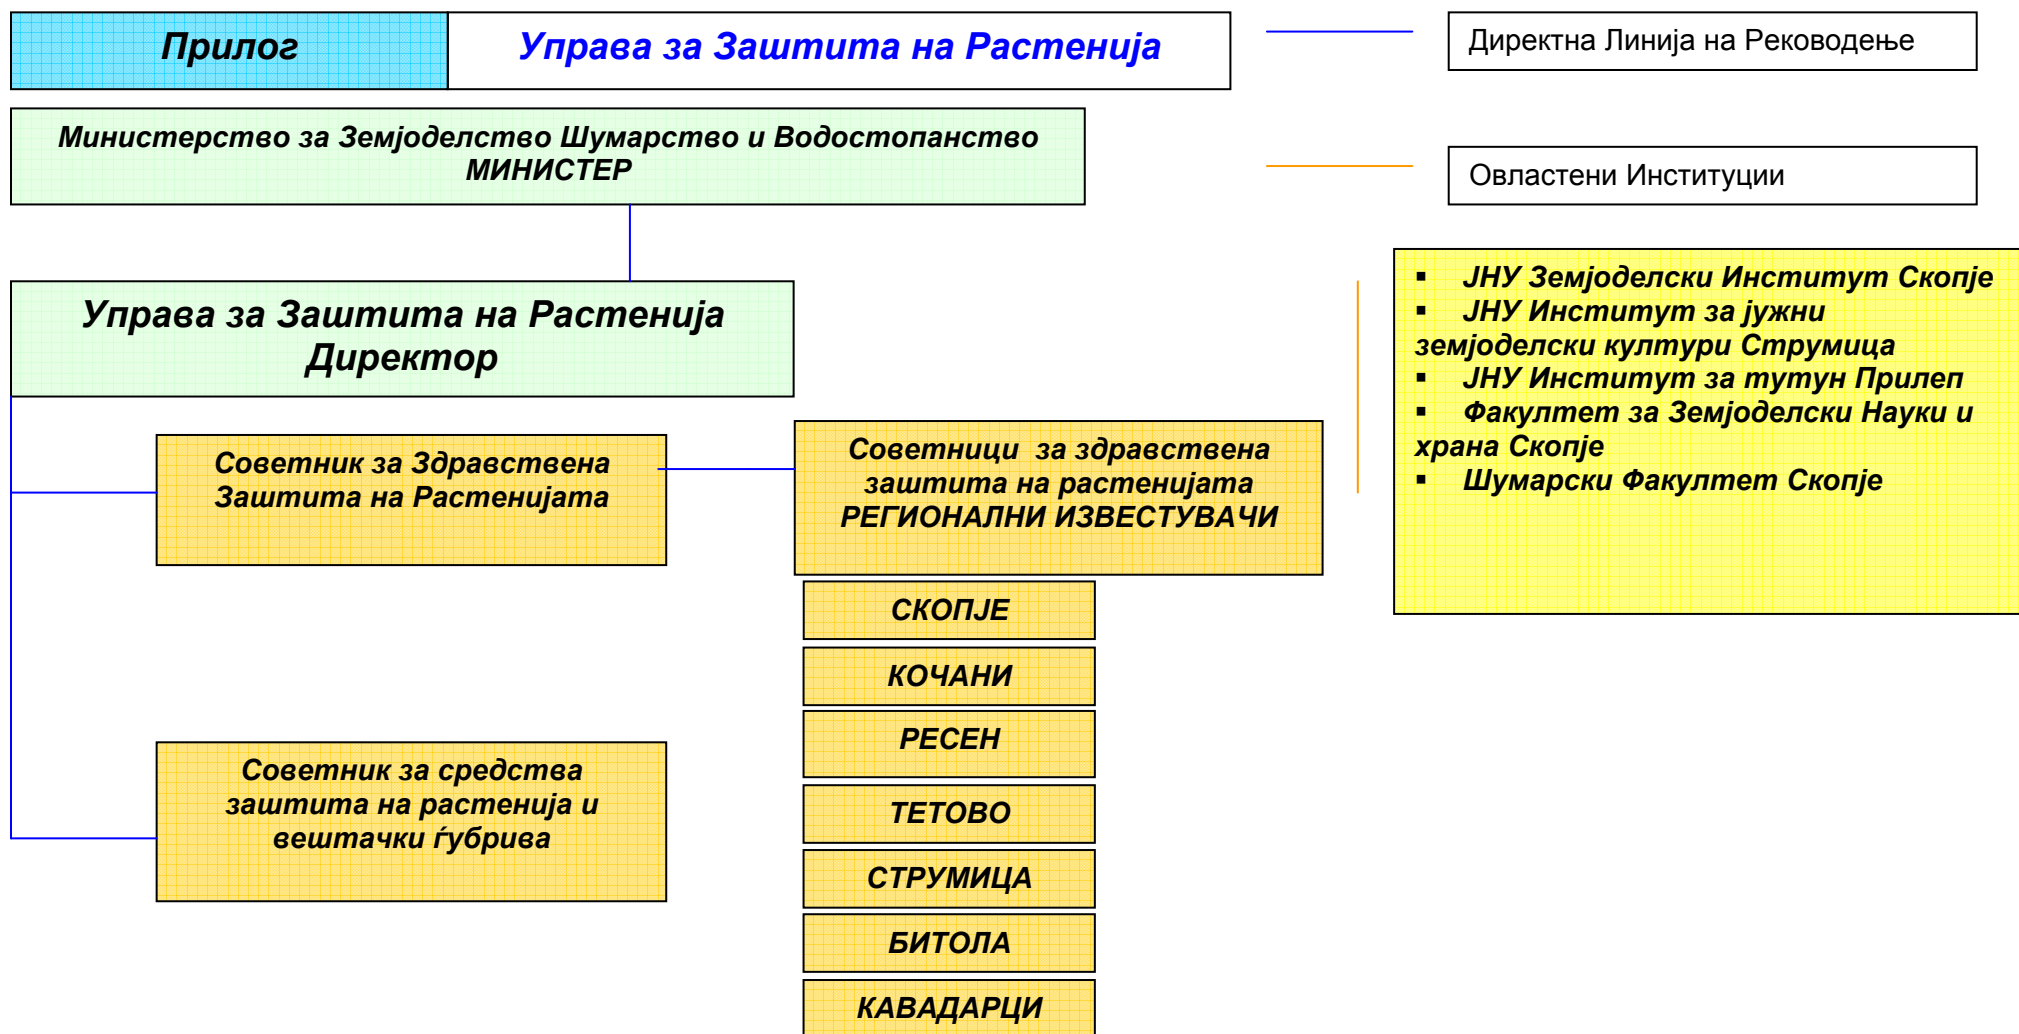 Прилог
Управа за Заштита на Растенија
Директна Линија на Реководење
Министерство за Земјоделство Шумарство и Водостопанство
МИНИСТЕР
Овластени Институции
Управа за Заштита на Растенија
Директор
▪ ЈНУ Земјоделски Институт Скопје
▪ ЈНУ Институт за јужни
земјоделски култури Струмица
▪ ЈНУ Институт за тутун Прилеп
▪ Факултет за Земјоделски Науки и
храна Скопје
▪ Шумарски Факултет Скопје
Советник за Здравствена
Заштита на Растенијата
Советници за здравствена
заштита на растенијата
РЕГИОНАЛНИ ИЗВЕСТУВАЧИ
СКОПЈЕ
КОЧАНИ
РЕСЕН
ТЕТОВО
СТРУМИЦА
БИТОЛА
КАВАДАРЦИ
Советник за средства
заштита на растенија и
вештачки ѓубрива